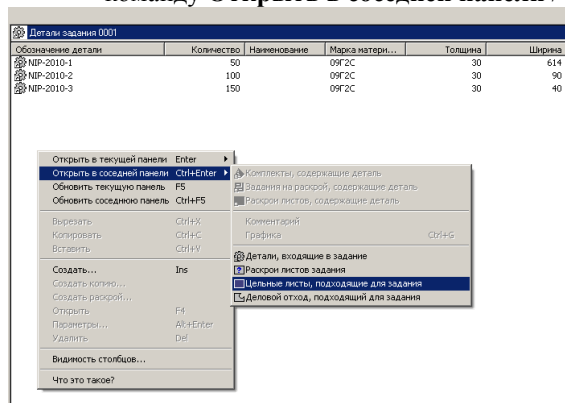 команду Открыть в соседней панели /
Детали задания 0001
Обозначение детали Количество Наименование Марка матери... Толщина Ширина
NIP-2010-1 50 09Г2С 30 614
NIP-2010-2 100 09Г2С 30 90
NIP-2010-3 150 09Г2С 30 40
Открыть в текущей панели Enter
Открыть в соседней панели Ctrl+Enter
Обновить текущую панель F5
Обновить соседнюю панель Ctrl+F5
Вырезать Ctrl+X
Копировать Ctrl+C
Вставить Ctrl+V
Создать... Ins
Создать копию...
Создать раскрой...
Открыть F4
Параметры... Alt+Enter
Удалить Del
Видимость столбцов...
Что это такое?
Комплекты, содержащие деталь
Задания на раскрой, содержащие деталь
Раскрои листов, содержащие деталь
Комментарий
Графика Ctrl+G
Детали, входящие в задание
Раскрои листов задания
Цельные листы, подходящие для задания
Деловой отход, подходящий для задания